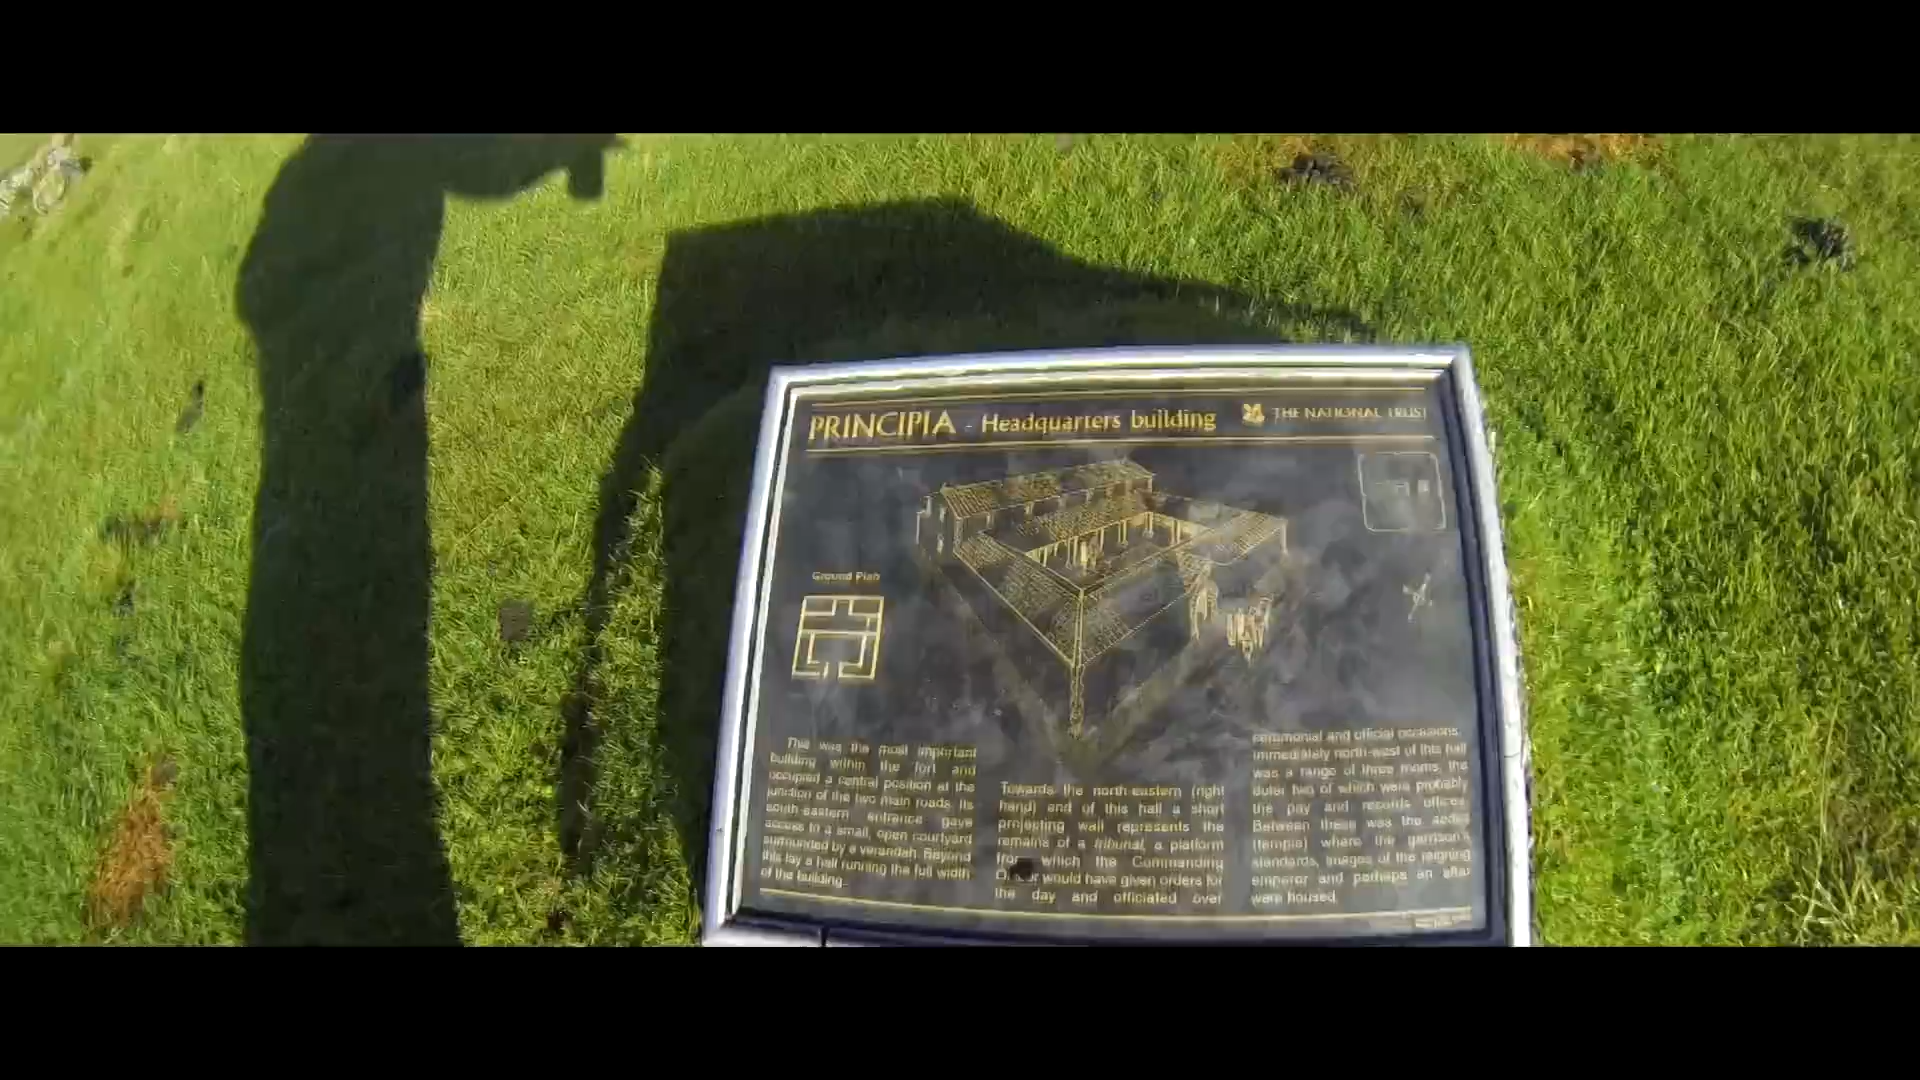 PRINCIPIA - Headquarters building
THE NATIONAL TRUST
Ground Plan
This was the most important
building within the fort and
occupied a central position at the
junction of the two main roads. Its
south-eastern entrance gave
access to a small, open courtyard
surrounded by a verandah. Beyond
this lay a hall running the full width
of the building.
Towards the north-eastern (right
hand) end of this hall a short
projecting wall represents the
remains of a tribunal, a platform
from which the Commanding
would have given orders for
the day and officiated over
ceremonial and official occasions.
Immediately north-west of this hall
was a range of three rooms, the
outer two of which were probably
the pay and records offices.
Between these was the aedes
(temple) where the garrison's
standards, images of the reigning
emperor and perhaps an altar
were housed.